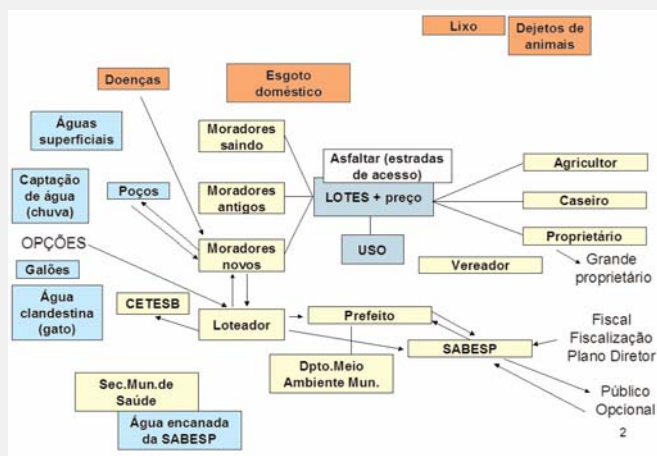 Lixo
Dejetos de
animais
Doenças
Esgoto
doméstico
Águas
superficiais
Moradores
saindo
Asfaltar (estradas
de acesso)
Agricultor
Captação
de água
(chuva)
Poços
Moradores
antigos
LOTES + preço
Caseiro
OPÇÕES
Moradores
novos
USO
Proprietário
Vereador
Grande
proprietário
Galões
Água
clandestina
(gato)
CETESB
Loteador
Prefeito
SABESP
Fiscal
Fiscalização
Plano Diretor
Dpto.Meio
Ambiente Mun.
Sec.Mun.de
Saúde
Água encanada
da SABESP
Público
Opcional
2